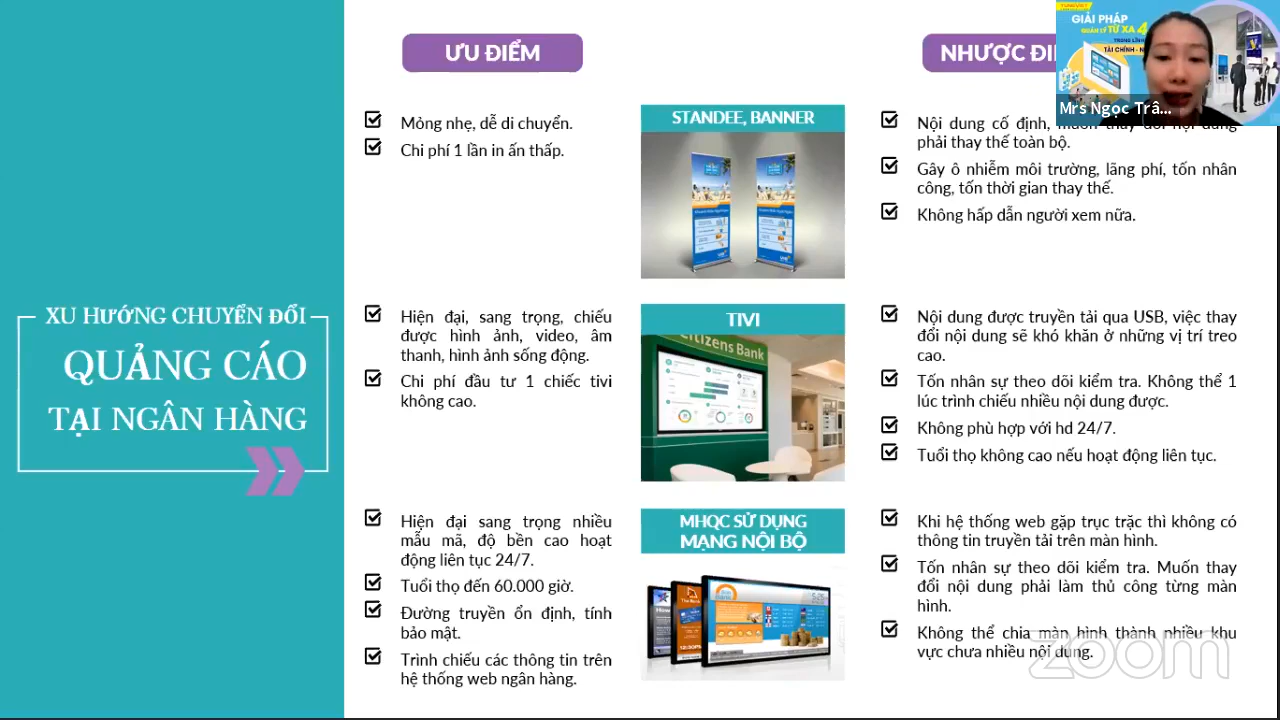 XU HƯỚNG CHUYỂN ĐỔI
QUẢNG CÁO
TẠI NGÂN HÀNG
ƯU ĐIỂM
NHƯỢC
GIẢI PHÁP
QUẢN LÝ TỪ XA 4
TÀI CHÍNH
Mrs Ngọc Trâ...
Mỏng nhẹ, dễ di chuyển.
Chi phí 1 lần in ấn thấp.
STANDEE, BANNER
Nội dung cố định, muốn thay đổi nội dung
phải thay thế toàn bộ.
Gây ô nhiễm môi trường, lãng phí, tốn nhân
công, tốn thời gian thay thế.
Không hấp dẫn người xem nữa.
Hiện đại, sang trọng, chiếu
được hình ảnh, video, âm
thanh, hình ảnh sống động.
Chi phí đầu tư 1 chiếc tivi
không cao.
TIVI
Citizens Bank
Nội dung được truyền tải qua USB, việc thay
đổi nội dung sẽ khó khăn ở những vị trí treo
cao.
Tốn nhân sự theo dõi kiểm tra. Không thể 1
lúc trình chiếu nhiều nội dung được.
Không phù hợp với hd 24/7.
Tuổi thọ không cao nếu hoạt động liên tục.
Hiện đại sang trọng nhiều
mẫu mã, độ bền cao hoạt
động liên tục 24/7.
Tuổi thọ đến 60.000 giờ.
Đường truyền ổn định, tính
bảo mật.
Trình chiếu các thông tin trên
hệ thống web ngân hàng.
MHQC SỬ DỤNG
MẠNG NỘI BỘ
Khi hệ thống web gặp trục trặc thì không có
thông tin truyền tải trên màn hình.
Tốn nhân sự theo dõi kiểm tra. Muốn thay
đổi nội dung phải làm thủ công từng màn
hình.
Không thể chia màn hình thành nhiều khu
vực chưa nhiều nội dung.
zoom